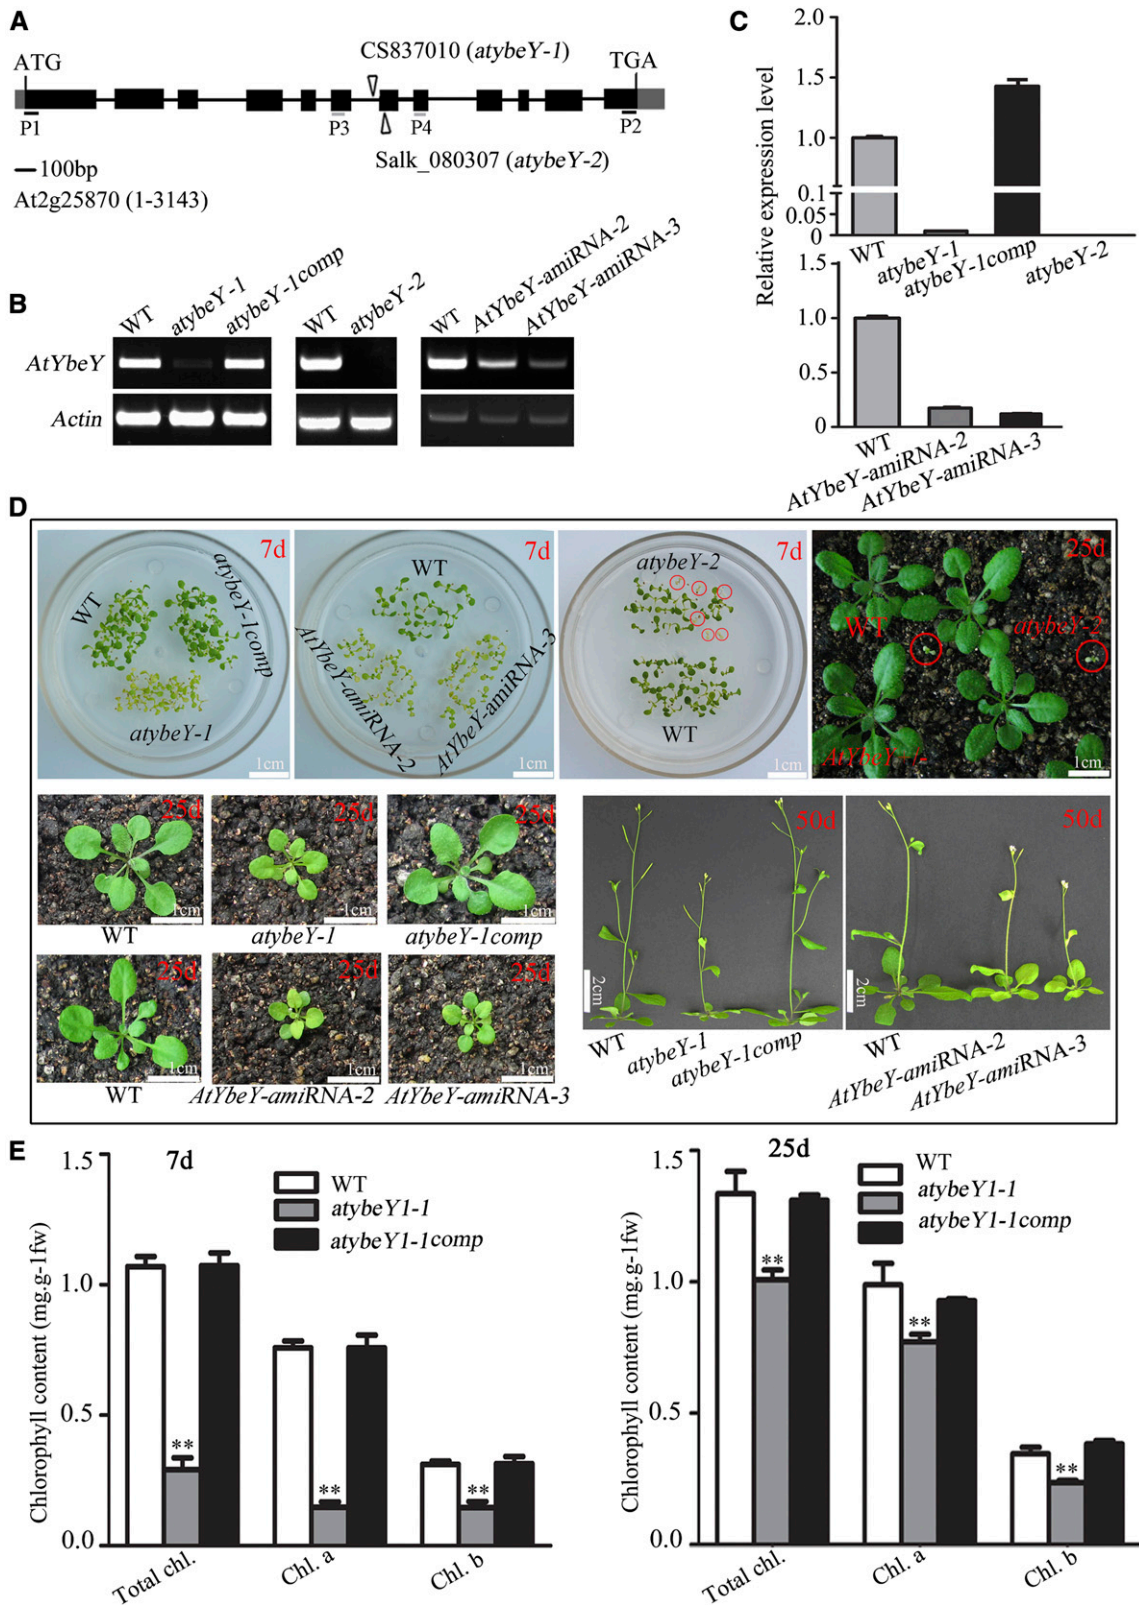 A
CS837010 (atybeY-1)
ATG
TGA
P1
P3
P4
P2
Salk_080307 (atybeY-2)
100bp
At2g25870 (1-3143)
B
WT
atybeY-1
atybeY-1comp
WT
atybeY-2
WT
AtYbeY-amiRNA-2
AtYbeY-amiRNA-3
AtYbeY
Actin
C
Relative expression level
2.0
1.5
1.0
0.1
0.05
0
WT
atybeY-1
atybeY-1comp
atybeY-2
1.5
1.0
0.5
0
WT
AtYbeY-amiRNA-2
AtYbeY-amiRNA-3
D
7d
WT
atybeY-1comp
atybeY-1
1cm
7d
WT
AtYbeY-amiRNA-2
AtYbeY-amiRNA-3
1cm
7d
atybeY-2
WT
1cm
25d
WT
atybeY-2
AtYbeY+/-
1cm
25d
1cm
WT
25d
1cm
atybeY-1
25d
1cm
atybeY-1comp
25d
1cm
WT
25d
1cm
AtYbeY-amiRNA-2
25d
1cm
AtYbeY-amiRNA-3
50d
2cm
WT
atybeY-1
atybeY-1comp
50d
2cm
WT
AtYbeY-amiRNA-2
AtYbeY-amiRNA-3
E
7d
Chlorophyll content (mg.g-1fw)
1.5
1.0
0.5
0.0
WT
atybeY1-1
atybeY1-1comp
**
**
**
Total chl.
Chl. a
Chl. b
25d
Chlorophyll content (mg.g-1fw)
1.5
1.0
0.5
0.0
WT
atybeY1-1
atybeY1-1comp
**
**
**
Total chl.
Chl. a
Chl. b